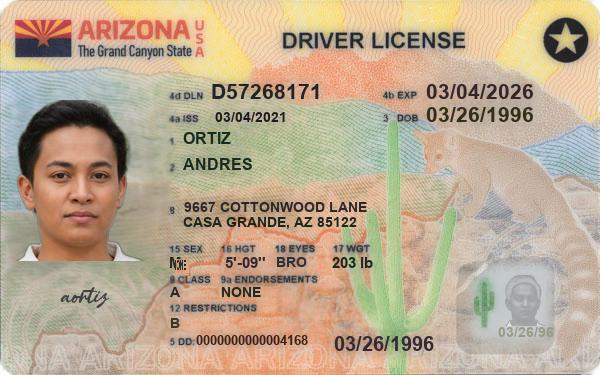 ARIZONA USA
The Grand Canyon State
DRIVER LICENSE
4d DLN D57268171
4b EXP 03/04/2026
4a ISS 03/04/2021
3 DOB 03/26/1996
1 ORTIZ
2 ANDRES
8 9667 COTTONWOOD LANE
CASA GRANDE, AZ 85122
15 SEX 16 HGT 18 EYES 17 WGT
5'-09" BRO 203 lb
9 CLASS 9a ENDORSEMENTS
A NONE
12 RESTRICTIONS
B
aortiz
5 DD: 0000000000004168
03/26/1996
03/26/96
ARIZONA ARIZONA ARIZONA ARIZONA